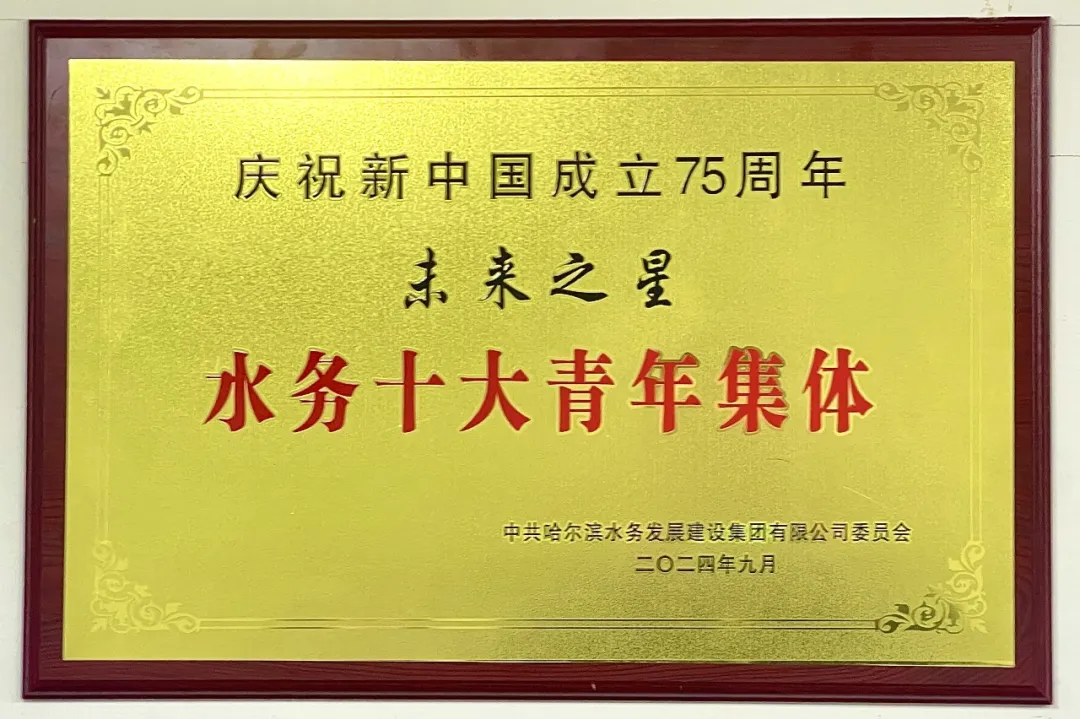 庆祝新中国成立75周年
未来之星
水务十大青年集体
中共哈尔滨水务发展建设集团有限公司委员会
二〇二四年九月